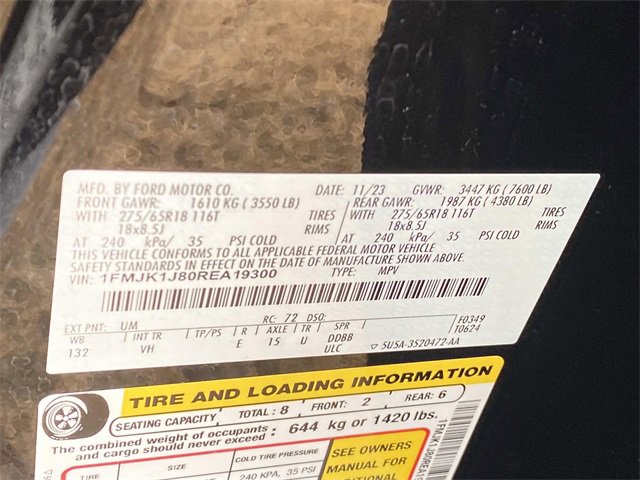 MFD. BY FORD MOTOR CO. DATE: 11/23 GVWR: 3447 KG ( 7600 LB)
FRONT GAWR: 1610 KG ( 3550 LB) REAR GAWR: 1987 KG ( 4380 LB)
WITH 275/65R18 116T TIRES WITH 275/65R18 116T TIRES
18x8.5J RIMS 18x8.5J RIMS
AT 240 kPa/ 35 PSI COLD AT 240 kPa/ 35 PSI COLD
THIS VEHICLE CONFORMS TO ALL APPLICABLE FEDERAL MOTOR VEHICLE
SAFETY STANDARDS IN EFFECT ON THE DATE OF MANUFACTURE SHOWN ABOVE.
VIN: 1FMJK1J80REA19300 TYPE: MPV
EXT PNT: UM RC: 72 DSO: F0349
WB INT TR TP/PS R AXLE TR SPR T0624
132 VH E 15 U DDBB
ULC ▽ 5U5A-3520472-AA
TIRE AND LOADING INFORMATION
SEATING CAPACITY TOTAL: 8 FRONT: 2 REAR: 6
The combined weight of occupants
and cargo should never exceed : 644 kg or 1420 lbs.
TIRE SIZE COLD TIRE PRESSURE SEE OWNERS
240 KPA, 35 PSI MANUAL FOR
ADDITIONAL
1FMJK1J80REA1